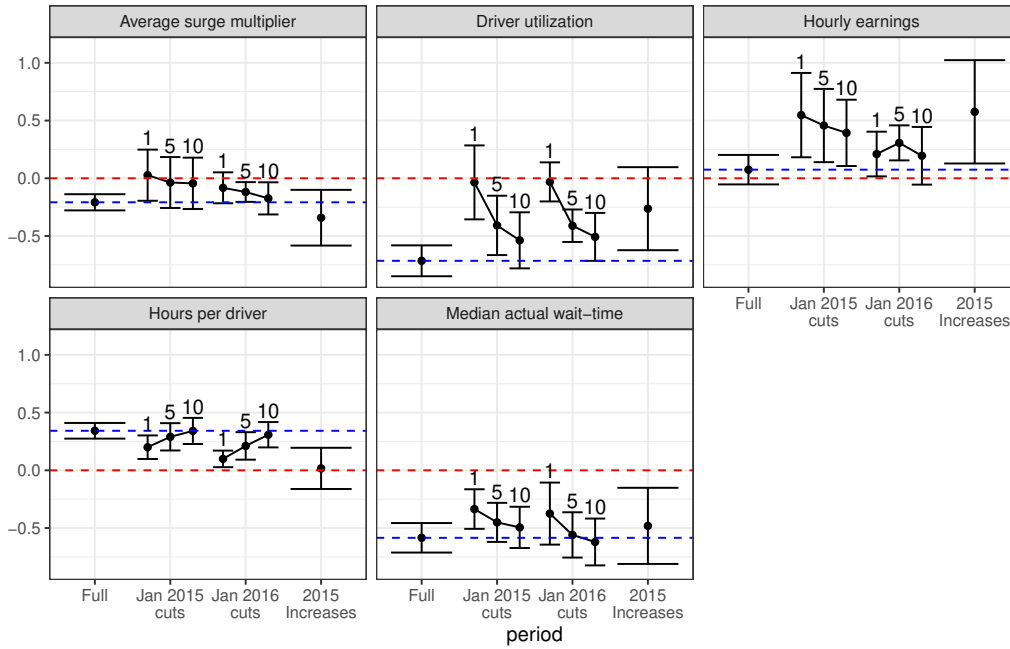 Average surge multiplier
Driver utilization
Hourly earnings
1.0
0.5
0.0
−0.5
1
5
10
1
5
10
1
5
10
1
5
10
1
5
10
1
5
10
Full
Jan 2015
cuts
Jan 2016
cuts
2015
Increases
Hours per driver
Median actual wait−time
1.0
0.5
0.0
−0.5
1
5
10
1
5
10
1
5
10
1
5
10
Full
Jan 2015
cuts
Jan 2016
cuts
2015
Increases
Full
Jan 2015
cuts
Jan 2016
cuts
2015
Increases
period